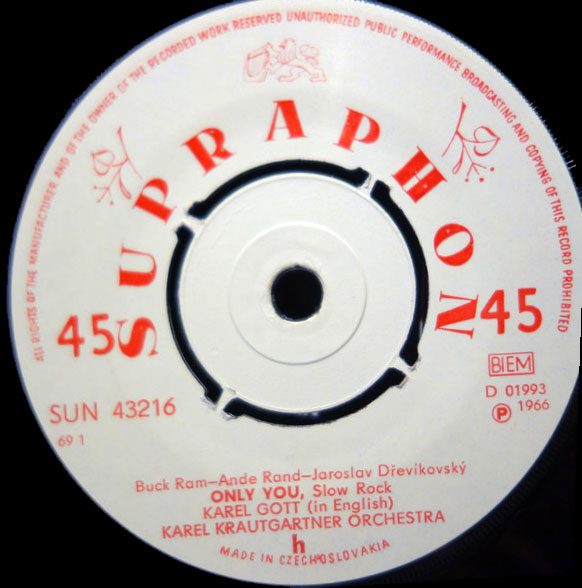 ALL RIGHTS OF THE MANUFACTURER AND OF THE OWNER OF THE RECORDED WORK RESERVED UNAUTHORIZED PUBLIC PERFORMANCE BROADCASTING AND COPYING OF THIS RECORD PROHIBITED
SUPRAPHON
45
45
BIEM
SUN 43216
69 1
D 01993
Ⓟ 1966
Buck Ram—Ande Rand—Jaroslav Dřevíkovský
ONLY YOU, Slow Rock
KAREL GOTT (in English)
KAREL KRAUTGARTNER ORCHESTRA
h
MADE IN CZECHOSLOVAKIA